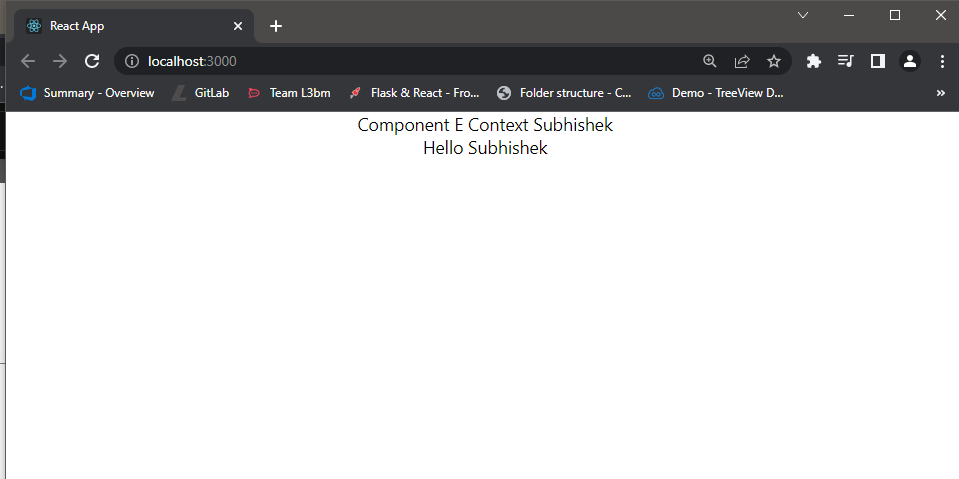 React App
localhost:3000
Summary - Overview GitLab Team L3bm Flask & React - Fro... Folder structure - C... Demo - TreeView D...
Component E Context Subhishek
Hello Subhishek